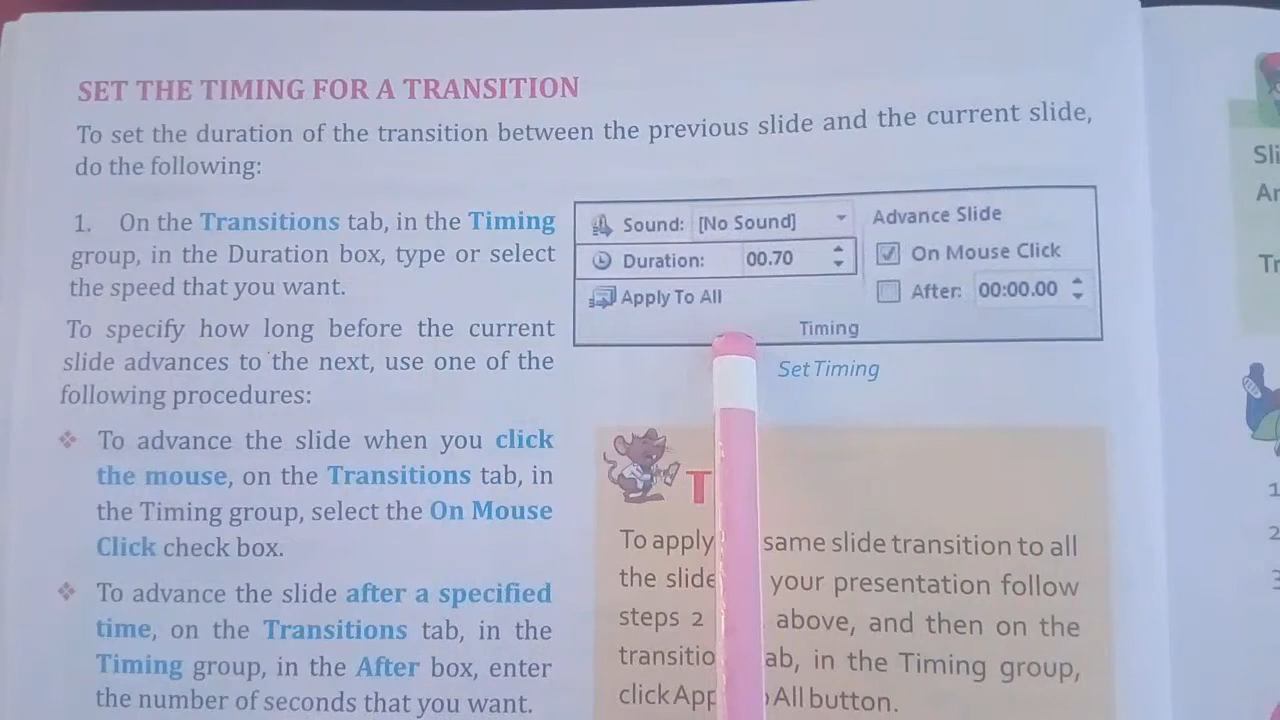 SET THE TIMING FOR A TRANSITION
To set the duration of the transition between the previous slide and the current slide,
do the following:
1. On the Transitions tab, in the Timing
group, in the Duration box, type or select
the speed that you want.
To specify how long before the current
slide advances to the next, use one of the
following procedures:
❖ To advance the slide when you click
the mouse, on the Transitions tab, in
the Timing group, select the On Mouse
Click check box.
❖ To advance the slide after a specified
time, on the Transitions tab, in the
Timing group, in the After box, enter
the number of seconds that you want.
Sound: [No Sound]
Duration: 00.70
Apply To All
Advance Slide
On Mouse Click
After: 00:00.00
Timing
Set Timing
T
To apply same slide transition to all
the slide your presentation follow
steps 2 above, and then on the
transitio ab, in the Timing group,
click App All button.
Sli
Ar
Tr
1
2
3